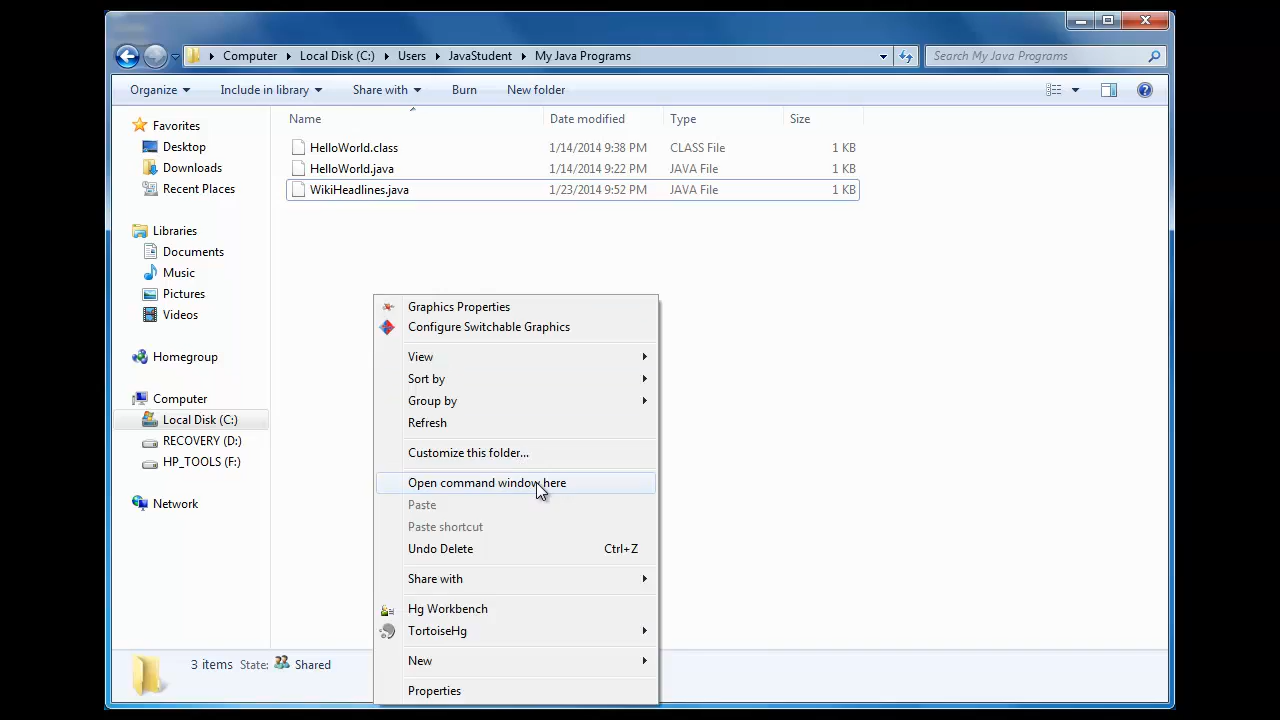 Computer Local Disk (C:) Users JavaStudent My Java Programs Search My Java Programs
Organize Include in library Share with Burn New folder
Name Date modified Type Size
Favorites
Desktop
Downloads
Recent Places
Libraries
Documents
Music
Pictures
Videos
Homegroup
Computer
Local Disk (C:)
RECOVERY (D:)
HP_TOOLS (F:)
Network
HelloWorld.class 1/14/2014 9:38 PM CLASS File 1 KB
HelloWorld.java 1/14/2014 9:22 PM JAVA File 1 KB
WikiHeadlines.java 1/23/2014 9:52 PM JAVA File 1 KB
Graphics Properties
Configure Switchable Graphics
View
Sort by
Group by
Refresh
Customize this folder...
Open command window here
Paste
Paste shortcut
Undo Delete Ctrl+Z
Share with
Hg Workbench
TortoiseHg
New
Properties
3 items State: Shared